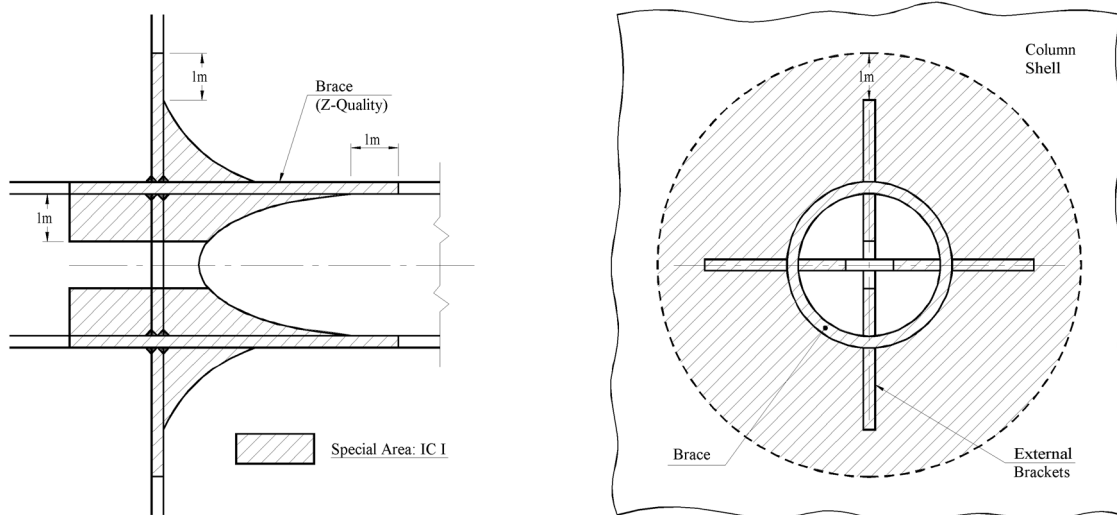 1m
Brace
(Z-Quality)
1m
1m
Special Area: IC I
Column
Shell
1m
Brace
External
Brackets